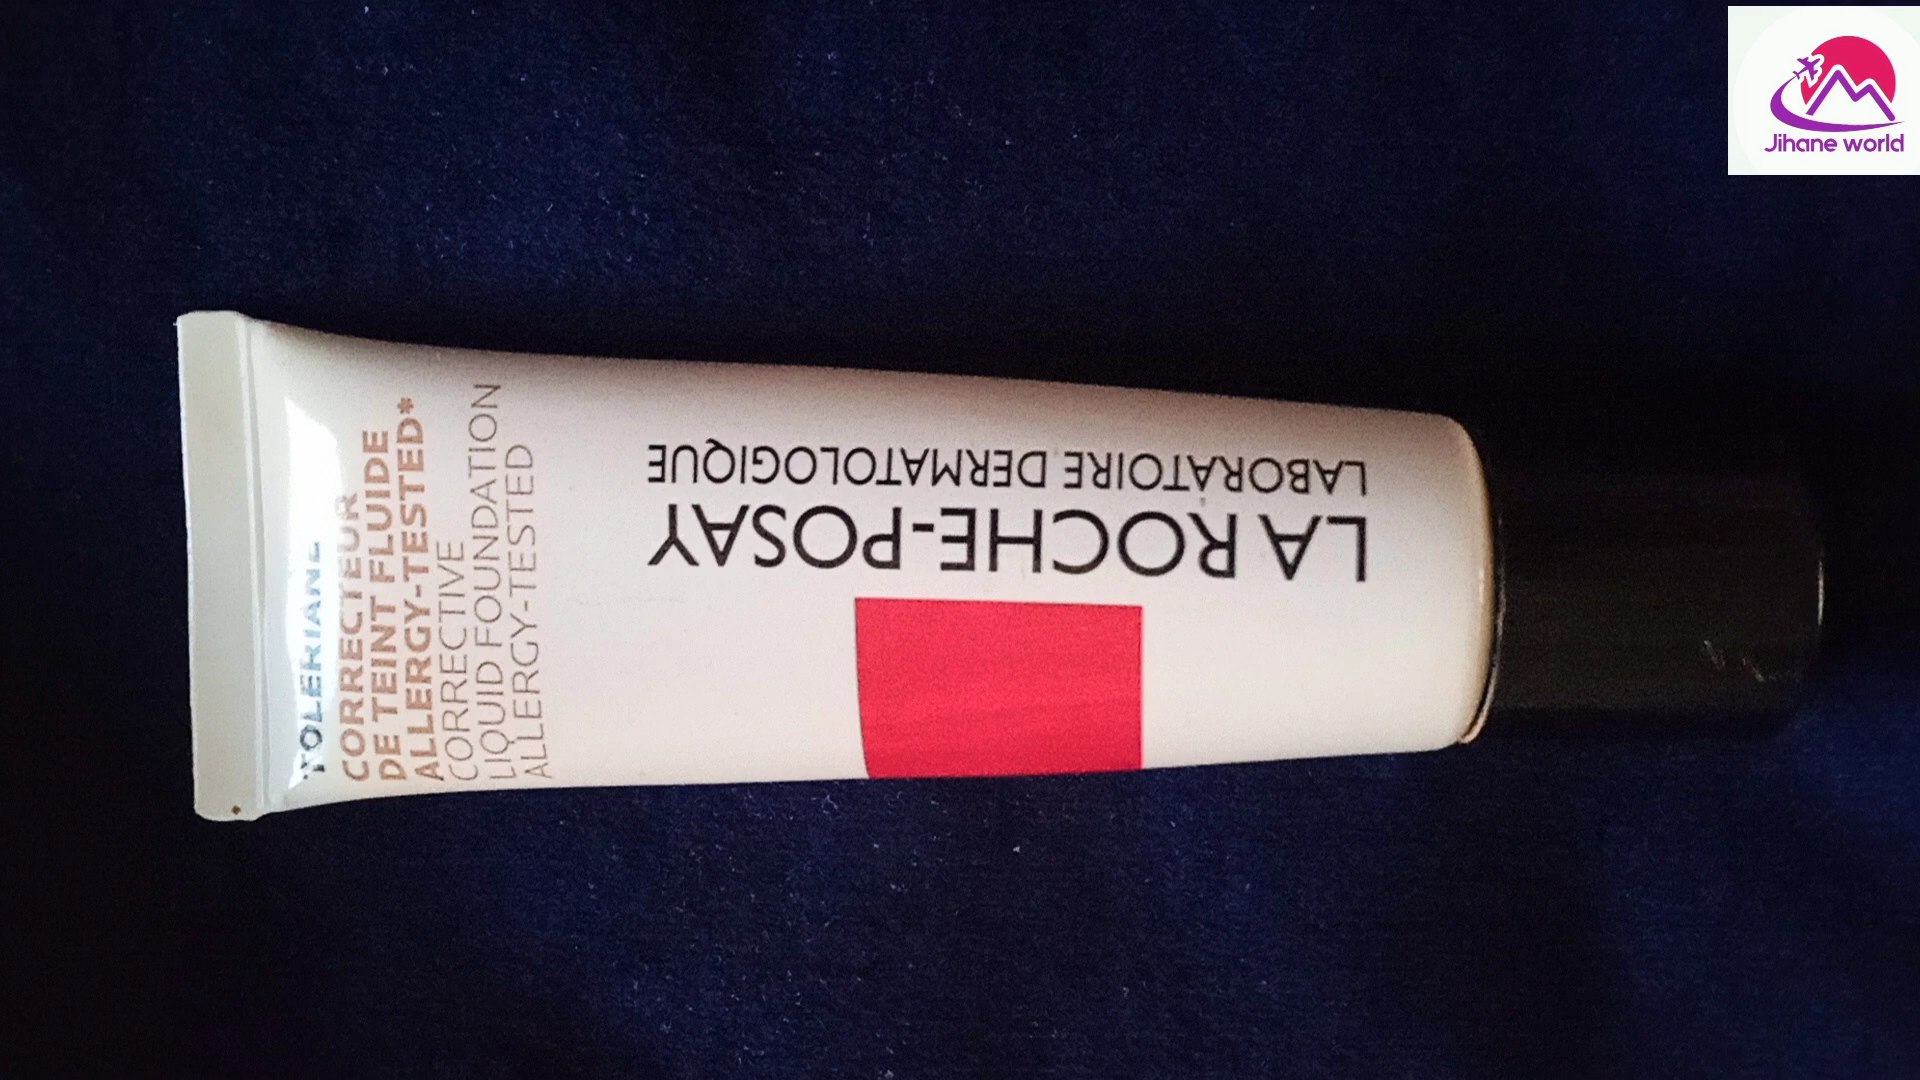 TOLERIANE
CORRECTEUR
DE TEINT FLUIDE
ALLERGY-TESTED*
CORRECTIVE
LIQUID FOUNDATION
ALLERGY-TESTED
LA ROCHE-POSAY
LABORATOIRE DERMATOLOGIQUE
Jihane world